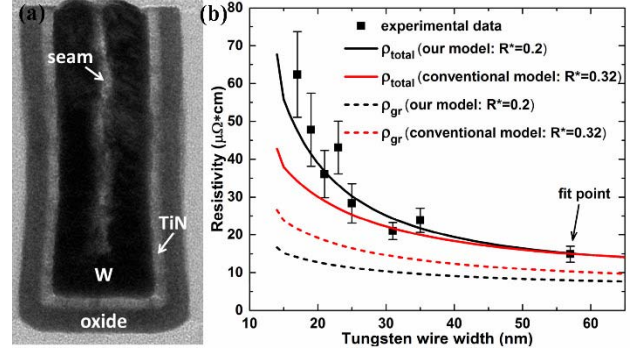 (a)
seam
TiN
W
oxide
(b)
80
70
60
50
40
30
20
10
0
Resistivity (μΩ*cm)
experimental data
ρtotal (our model: R*=0.2)
ρtotal (conventional model: R*=0.32)
ρgr (our model: R*=0.2)
ρgr (conventional model: R*=0.32)
fit point
10 20 30 40 50 60
Tungsten wire width (nm)